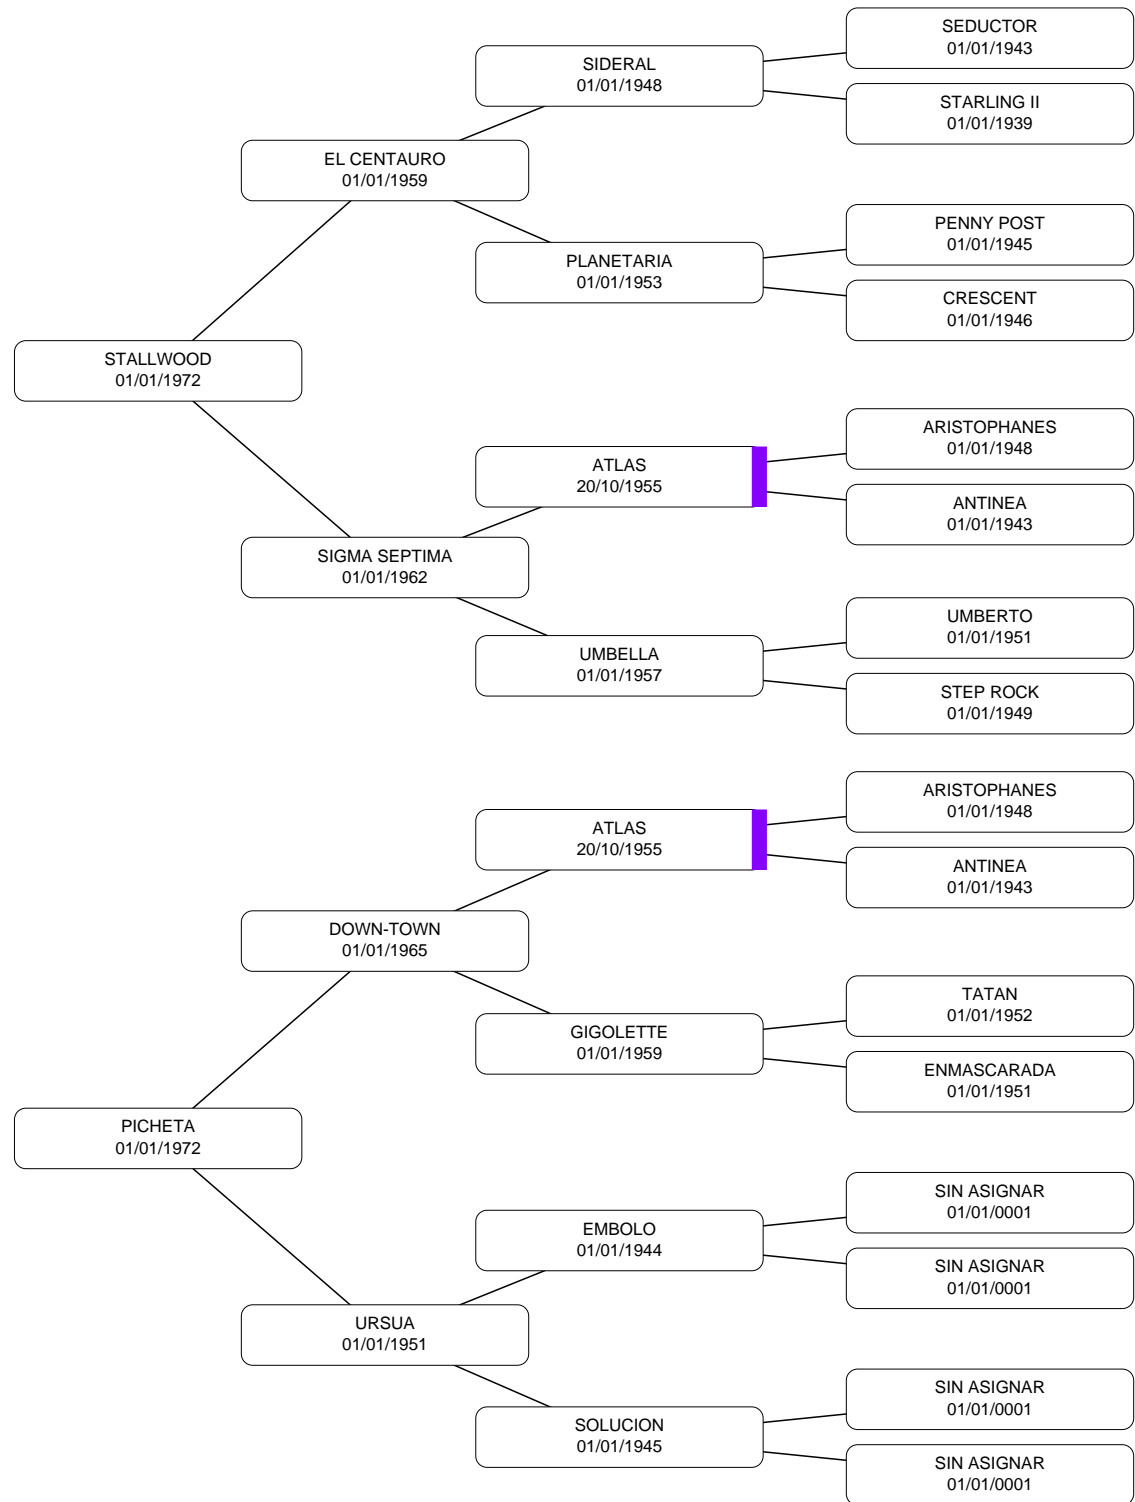 SEDUCTOR
01/01/1943
SIDERAL
01/01/1948
STARLING II
01/01/1939
EL CENTAURO
01/01/1959
PENNY POST
01/01/1945
PLANETARIA
01/01/1953
CRESCENT
01/01/1946
STALLWOOD
01/01/1972
ARISTOPHANES
01/01/1948
ATLAS
20/10/1955
ANTINEA
01/01/1943
SIGMA SEPTIMA
01/01/1962
UMBERTO
01/01/1951
UMBELLA
01/01/1957
STEP ROCK
01/01/1949
ARISTOPHANES
01/01/1948
ATLAS
20/10/1955
ANTINEA
01/01/1943
DOWN-TOWN
01/01/1965
TATAN
01/01/1952
GIGOLETTE
01/01/1959
ENMASCARADA
01/01/1951
PICHETA
01/01/1972
SIN ASIGNAR
01/01/0001
EMBOLO
01/01/1944
SIN ASIGNAR
01/01/0001
URSUA
01/01/1951
SIN ASIGNAR
01/01/0001
SOLUCION
01/01/1945
SIN ASIGNAR
01/01/0001